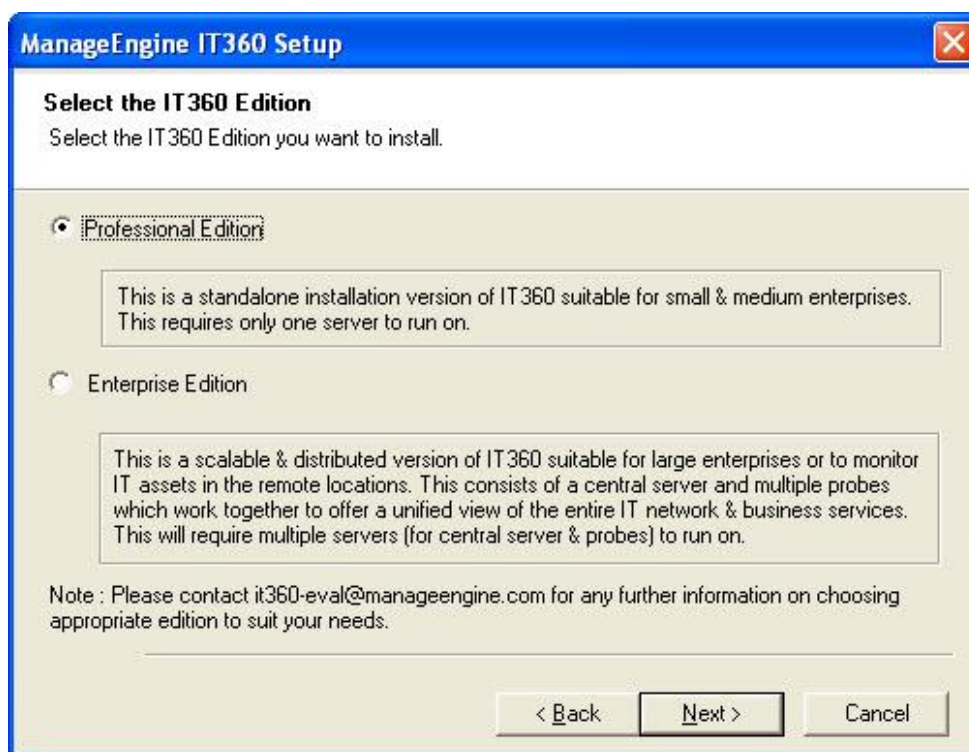 ManageEngine IT360 Setup
Select the IT360 Edition
Select the IT360 Edition you want to install.
Professional Edition
This is a standalone installation version of IT360 suitable for small & medium enterprises.
This requires only one server to run on.
Enterprise Edition
This is a scalable & distributed version of IT360 suitable for large enterprises or to monitor
IT assets in the remote locations. This consists of a central server and multiple probes
which work together to offer a unified view of the entire IT network & business services.
This will require multiple servers (for central server & probes) to run on.
Note : Please contact it360-eval@manageengine.com for any further information on choosing
appropriate edition to suit your needs.
< Back
Next >
Cancel